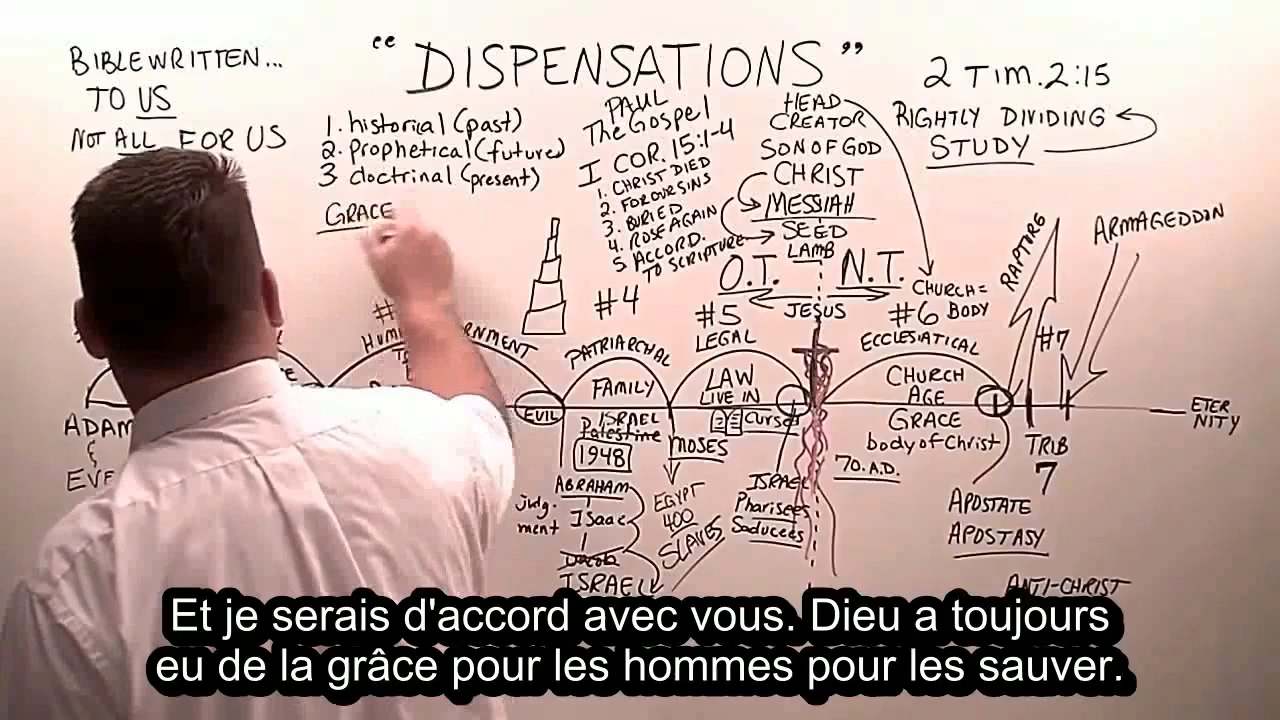 BIBLE WRITTEN...
TO US
NOT ALL FOR US
"DISPENSATIONS"
2 TIM. 2:15
RIGHTLY DIVIDING
STUDY
1. historical (past)
2. Prophetical (future)
3 doctrinal (present)
GRACE
PAUL
The Gospel
I COR. 15:1-4
1. CHRIST DIED
2. FOR OUR SINS
3. BURIED
4. ROSE AGAIN
5 ACCORD.
TO SCRIPTURE
HEAD
CREATOR
SON OF GOD
CHRIST
MESSIAH
SEED
LAMB
O.T. N.T.
JESUS
CHURCH =
BODY
RAPTURE
ARMAGEDDON
#4
PATRIARCHAL
FAMILY
ISRAEL
Palestine
1948
ABRAHAM
Isaac
Jacob
ISRAEL
judg-
ment
EVIL
#5
LEGAL
LAW
LIVE IN
Curse
MOSES
EGYPT
400
SLAVES
ISRAEL
Pharisees
Saducees
#6
ECCLESIATICAL
CHURCH
AGE
GRACE
body of Christ
70. A.D.
#7
TRIB
7
ETER
NITY
APOSTATE
APOSTASY
ANTI-CHRIST
ADAM
&
EVE
Et je serais d'accord avec vous. Dieu a toujours
eu de la grâce pour les hommes pour les sauver.